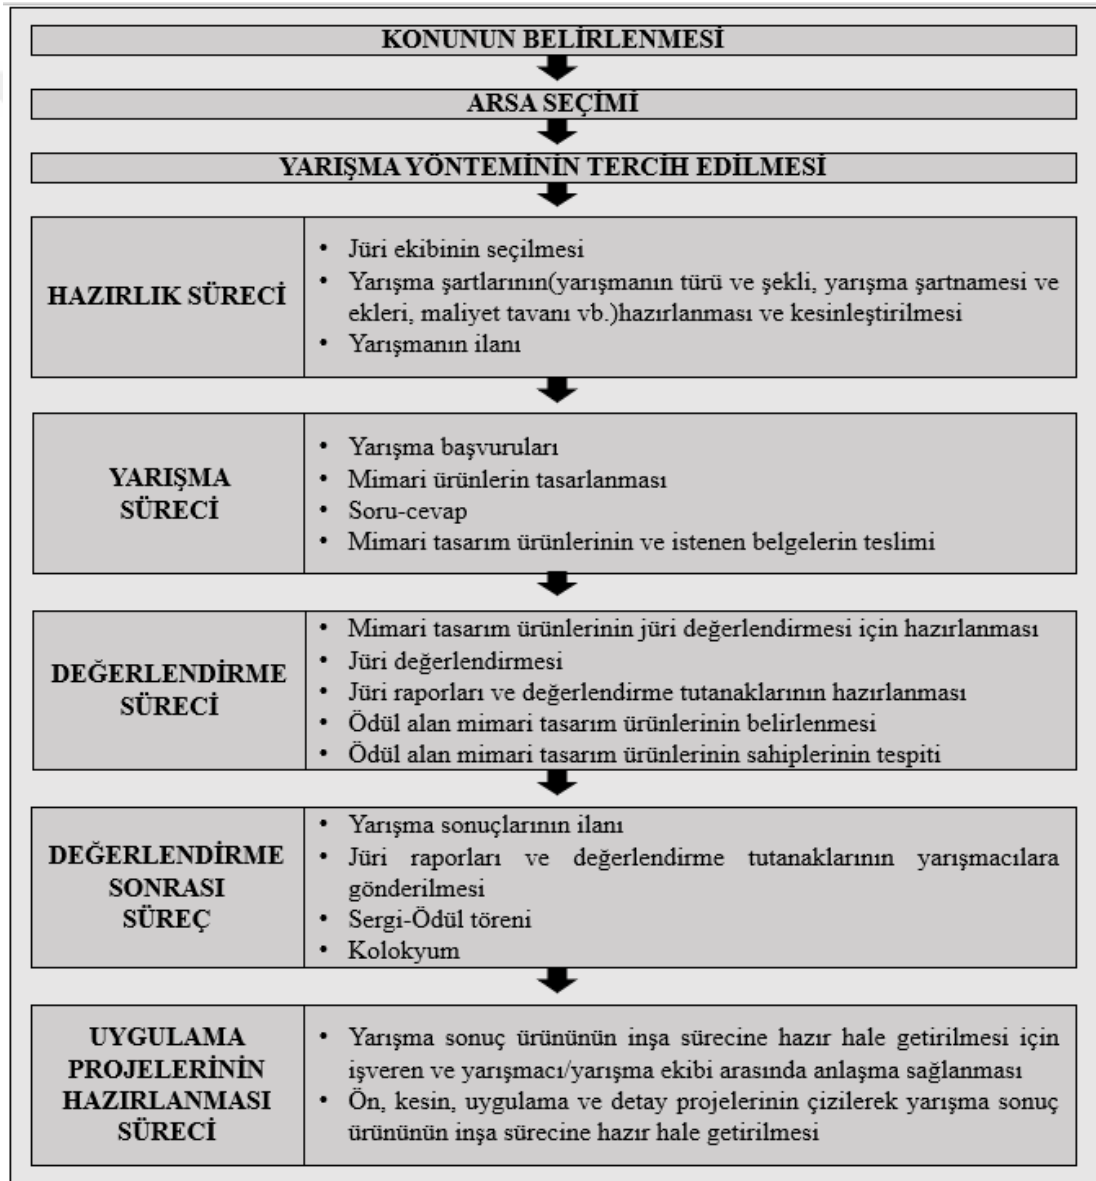 KONUNUN BELİRLENMESİ
ARSA SEÇİMİ
YARIŞMA YÖNTEMİNİN TERCİH EDİLMESİ
HAZIRLIK SÜRECİ
• Jüri ekibinin seçilmesi
• Yarışma şartlarının(yarışmanın türü ve şekli, yarışma şartnamesi ve
ekleri, maliyet tavanı vb.)hazırlanması ve kesinleştirilmesi
• Yarışmanın ilanı
YARIŞMA
SÜRECİ
• Yarışma başvuruları
• Mimari ürünlerin tasarlanması
• Soru-cevap
• Mimari tasarım ürünlerinin ve istenen belgelerin teslimi
DEĞERLENDİRME
SÜRECİ
• Mimari tasarım ürünlerinin jüri değerlendirmesi için hazırlanması
• Jüri değerlendirmesi
• Jüri raporları ve değerlendirme tutanaklarının hazırlanması
• Ödül alan mimari tasarım ürünlerinin belirlenmesi
• Ödül alan mimari tasarım ürünlerinin sahiplerinin tespiti
DEĞERLENDİRME
SONRASI
SÜREÇ
• Yarışma sonuçlarının ilanı
• Jüri raporları ve değerlendirme tutanaklarının yarışmacılara
gönderilmesi
• Sergi-Ödül töreni
• Kolokyum
UYGULAMA
PROJELERİNİN
HAZIRLANMASI
SÜRECİ
• Yarışma sonuç ürününün inşa sürecine hazır hale getirilmesi için
işveren ve yarışmacı/yarışma ekibi arasında anlaşma sağlanması
• Ön, kesin, uygulama ve detay projelerinin çizilerek yarışma sonuç
ürününün inşa sürecine hazır hale getirilmesi